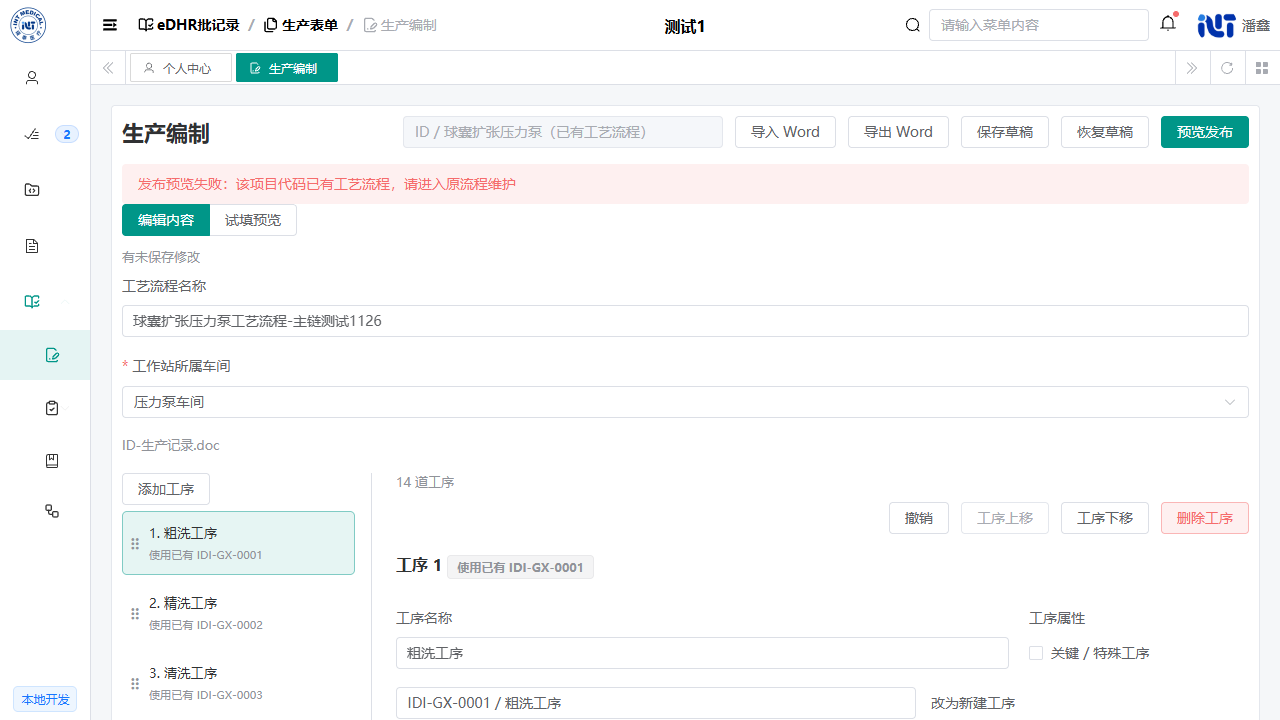 eDHR批记录 / 生产表单 / 生产编制
测试1
请输入菜单内容
潘鑫
个人中心
生产编制
2
生产编制
ID / 球囊扩张压力泵（已有工艺流程）
导入 Word
导出 Word
保存草稿
恢复草稿
预览发布
发布预览失败：该项目代码已有工艺流程，请进入原流程维护
编辑内容
试填预览
有未保存修改
工艺流程名称
球囊扩张压力泵工艺流程-主链测试1126
* 工作站所属车间
压力泵车间
ID-生产记录.doc
添加工序
1. 粗洗工序
使用已有 IDI-GX-0001
2. 精洗工序
使用已有 IDI-GX-0002
3. 清洗工序
使用已有 IDI-GX-0003
14 道工序
撤销
工序上移
工序下移
删除工序
工序 1 使用已有 IDI-GX-0001
工序名称
工序属性
粗洗工序
关键 / 特殊工序
IDI-GX-0001 / 粗洗工序
改为新建工序
本地开发